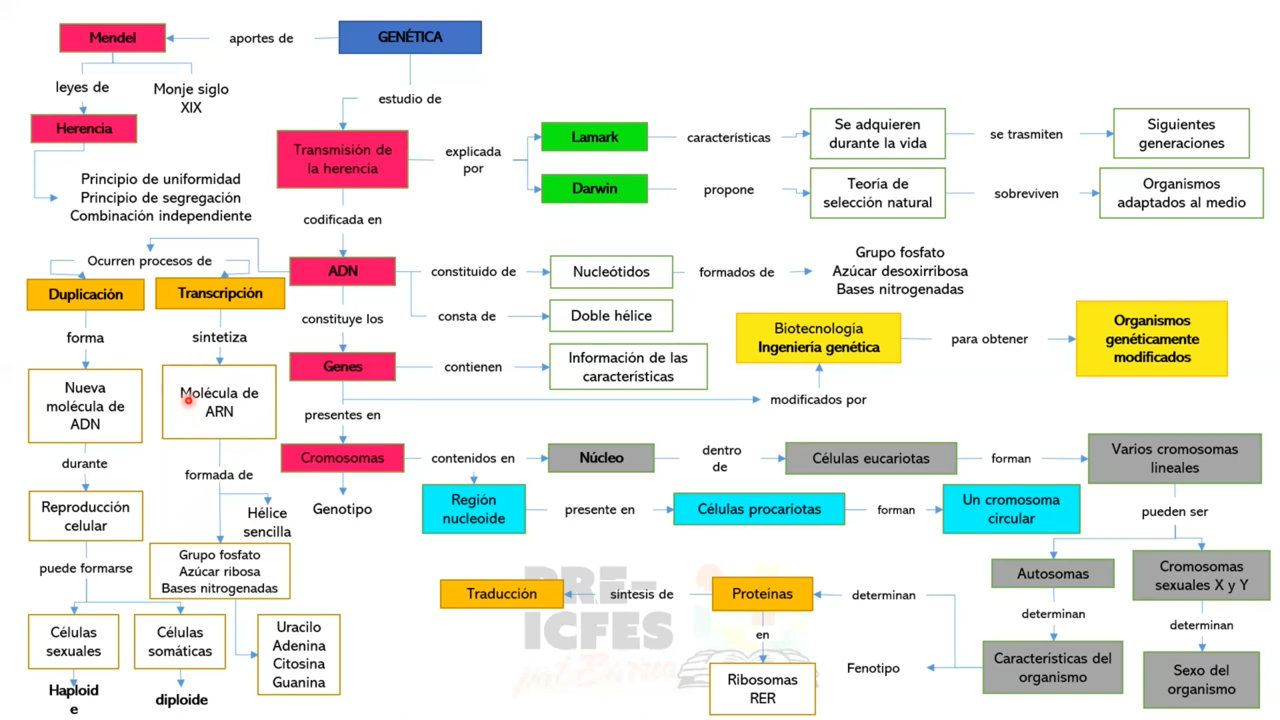 Mendel
aportes de
GENÉTICA
leyes de
Monje siglo
XIX
Herencia
Principio de uniformidad
Principio de segregación
Combinación independiente
estudio de
Transmisión de
la herencia
explicada
por
Lamark
características
Se adquieren
durante la vida
se trasmiten
Siguientes
generaciones
Darwin
propone
Teoría de
selección natural
sobreviven
Organismos
adaptados al medio
codificada en
Ocurren procesos de
ADN
constituido de
Nucleótidos
formados de
Grupo fosfato
Azúcar desoxirribosa
Bases nitrogenadas
consta de
Doble hélice
Duplicación
Transcripción
constituye los
forma
sintetiza
Genes
contienen
Información de las
características
Biotecnología
Ingeniería genética
para obtener
Organismos
genéticamente
modificados
modificados por
Nueva
molécula de
ADN
Molécula de
ARN
presentes en
Cromosomas
contenidos en
Núcleo
dentro
de
Células eucariotas
forman
Varios cromosomas
lineales
durante
formada de
Genotipo
Región
nucleoide
presente en
Células procariotas
forman
Un cromosoma
circular
pueden ser
Reproducción
celular
Hélice
sencilla
Grupo fosfato
Azúcar ribosa
Bases nitrogenadas
puede formarse
Autosomas
Cromosomas
sexuales X y Y
Traducción
síntesis de
Proteínas
determinan
determinan
determinan
Células
sexuales
Células
somáticas
Uracilo
Adenina
Citosina
Guanina
en
Ribosomas
RER
Fenotipo
Características del
organismo
Sexo del
organismo
Haploid
e
diploide
PRE-
ICFES
pal Barrio